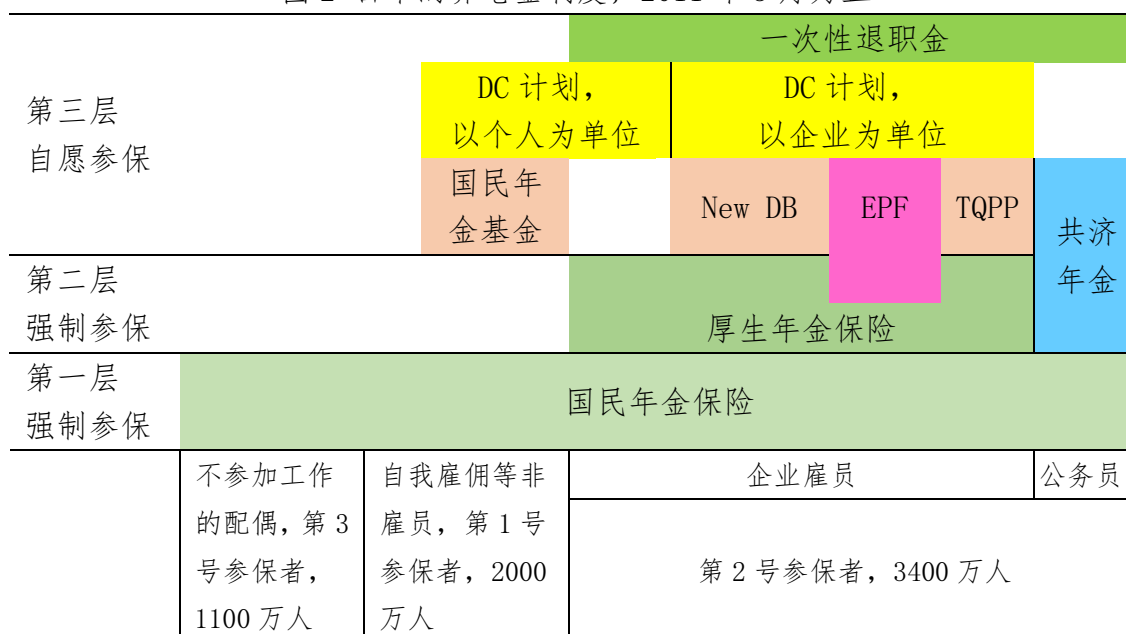 一次性退职金
第三层
自愿参保
DC 计划，
以个人为单位
DC 计划，
以企业为单位
国民年
金基金
New DB
EPF
TQPP
共济
年金
第二层
强制参保
厚生年金保险
第一层
强制参保
国民年金保险
不参加工作
的配偶，第 3
号参保者，
1100 万人
自我雇佣等非
雇员，第 1 号
参保者，2000
万人
企业雇员
公务员
第 2 号参保者，3400 万人